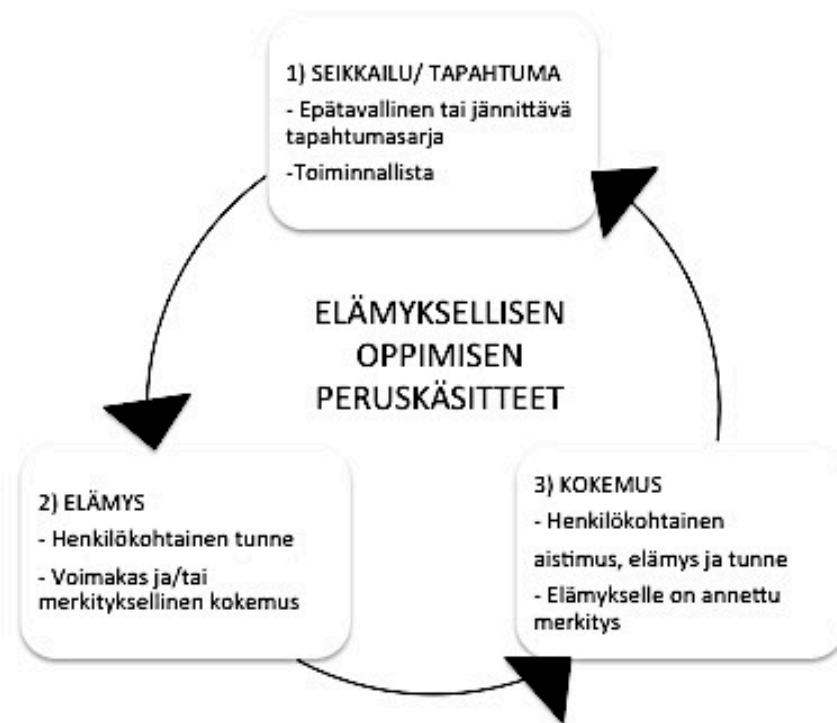 1) SEIKKAILU/ TAPAHTUMA
- Epätavallinen tai jännittävä
tapahtumasarja
-Toiminnallista
ELÄMYKSELLISEN
OPPIMISEN
PERUSKÄSITTEET
2) ELÄMYS
- Henkilökohtainen tunne
- Voimakas ja/tai
merkityksellinen kokemus
3) KOKEMUS
- Henkilökohtainen
aistimus, elämys ja tunne
- Elämykselle on annettu
merkitys